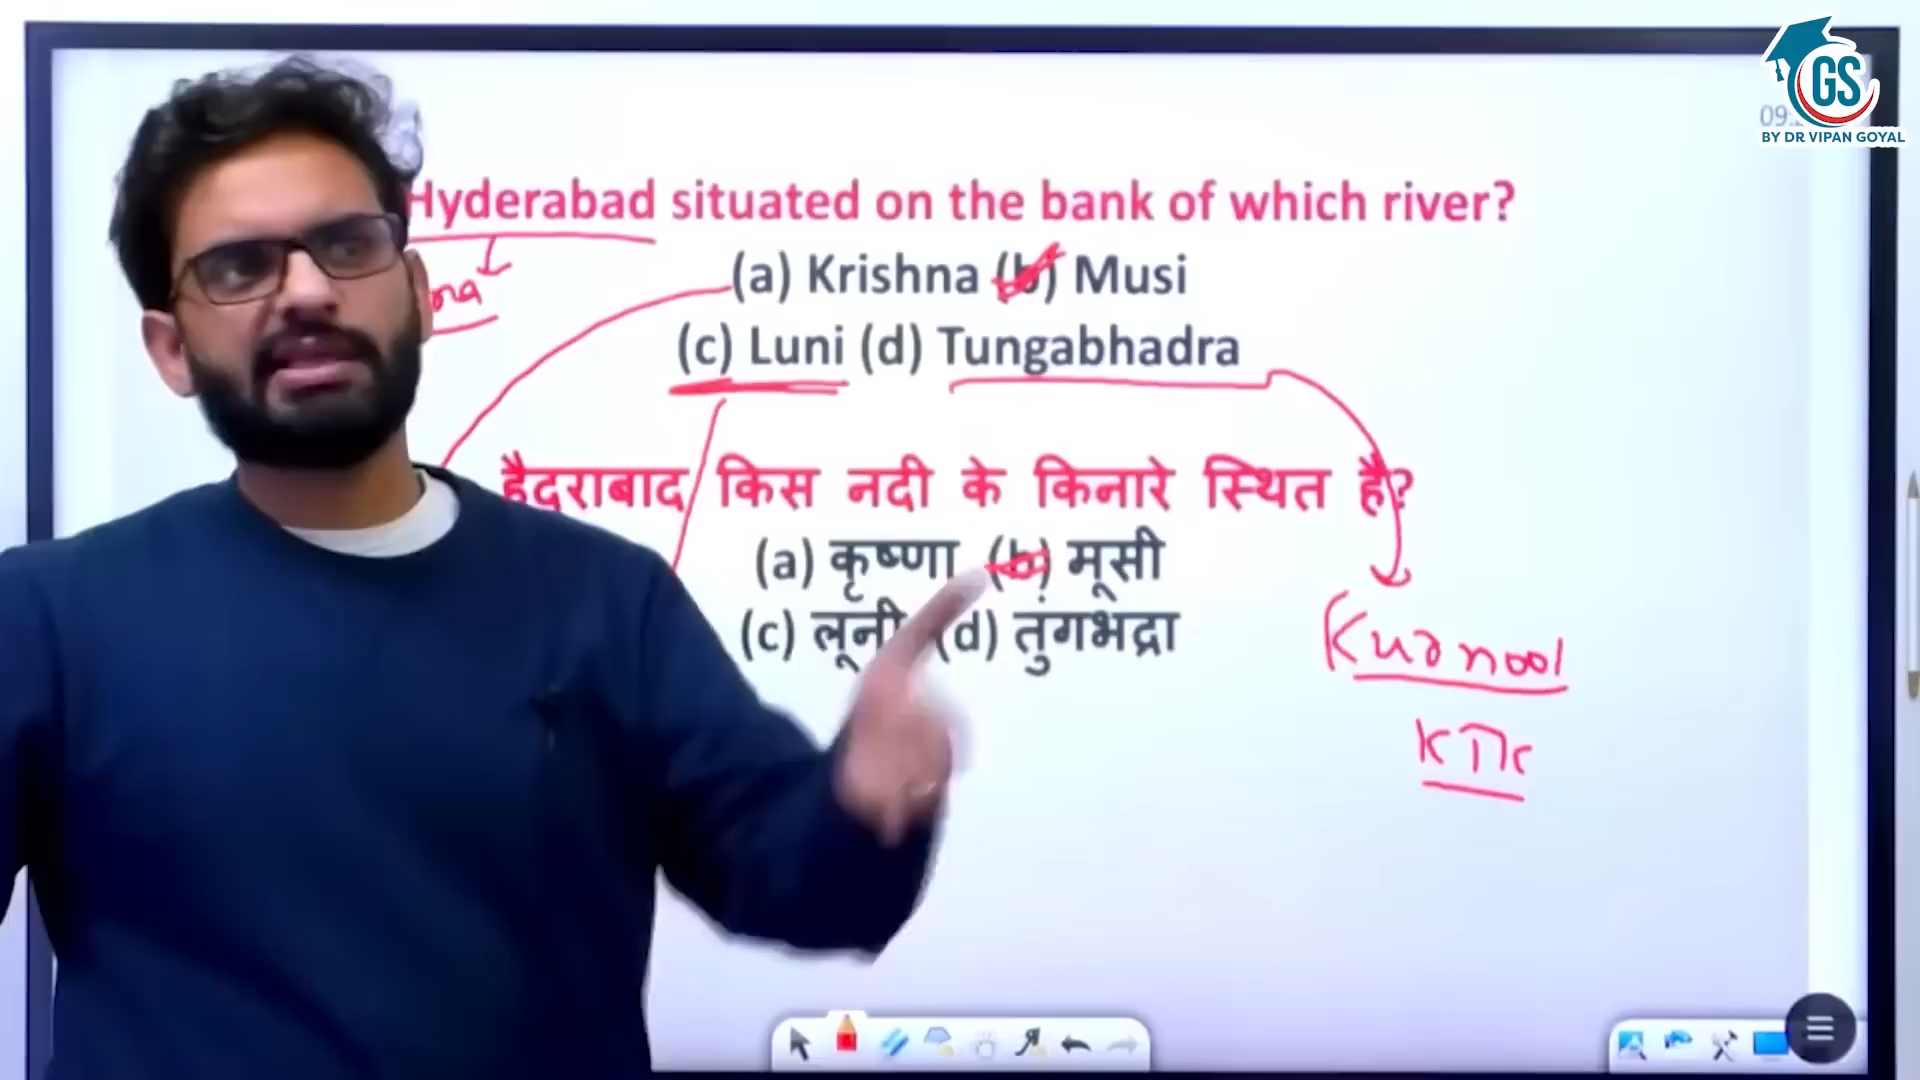 GS
BY DR VIPAN GOYAL
09:
Hyderabad situated on the bank of which river?
(a) Krishna (b) Musi
(c) Luni (d) Tungabhadra
हैदराबाद किस नदी के किनारे स्थित है?
(a) कृष्णा (b) मूसी
(c) लूनी (d) तुंगभद्रा
Kurnool